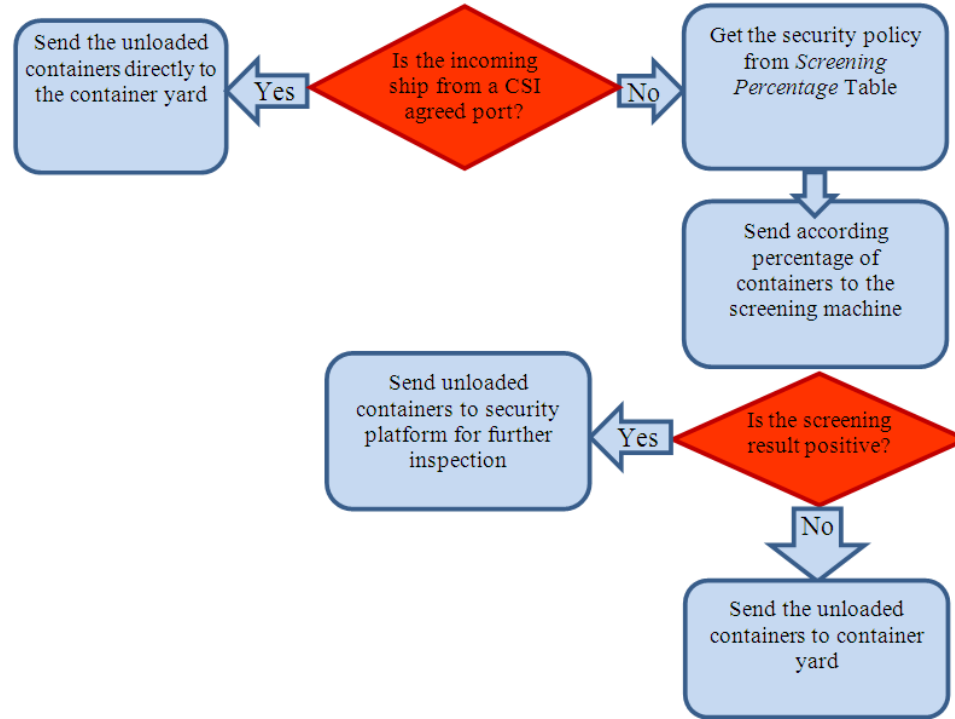 Send the unloaded
containers directly to
the container yard
Yes
Is the incoming
ship from a CSI
agreed port?
No
Get the security policy
from Screening
Percentage Table
Send according
percentage of
containers to the
screening machine
Is the screening
result positive?
Yes
Send unloaded
containers to security
platform for further
inspection
No
Send the unloaded
containers to container
yard